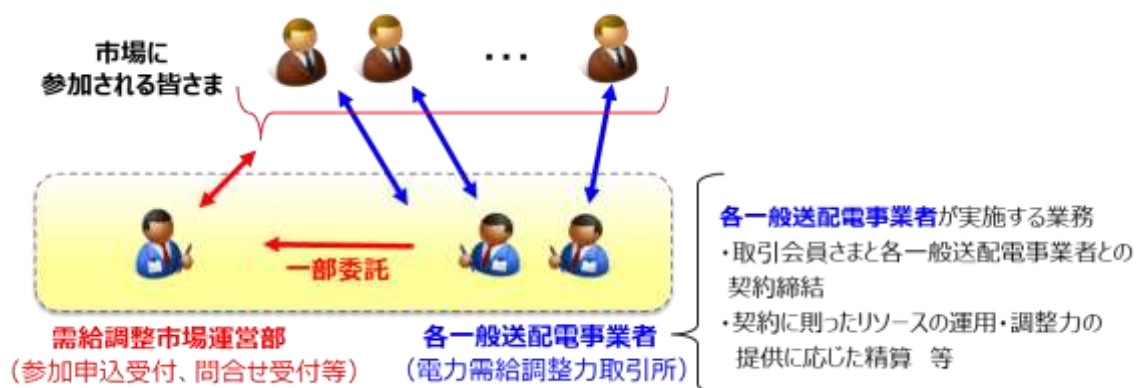 市場に
参加される皆さま
・・・
一部委託
需給調整市場運営部
（参加申込受付、問合せ受付等）
各一般送配電事業者
（電力需給調整力取引所）
各一般送配電事業者が実施する業務
・取引会員さまと各一般送配電事業者との
契約締結
・契約に則ったリソースの運用・調整力の
提供に応じた精算　等